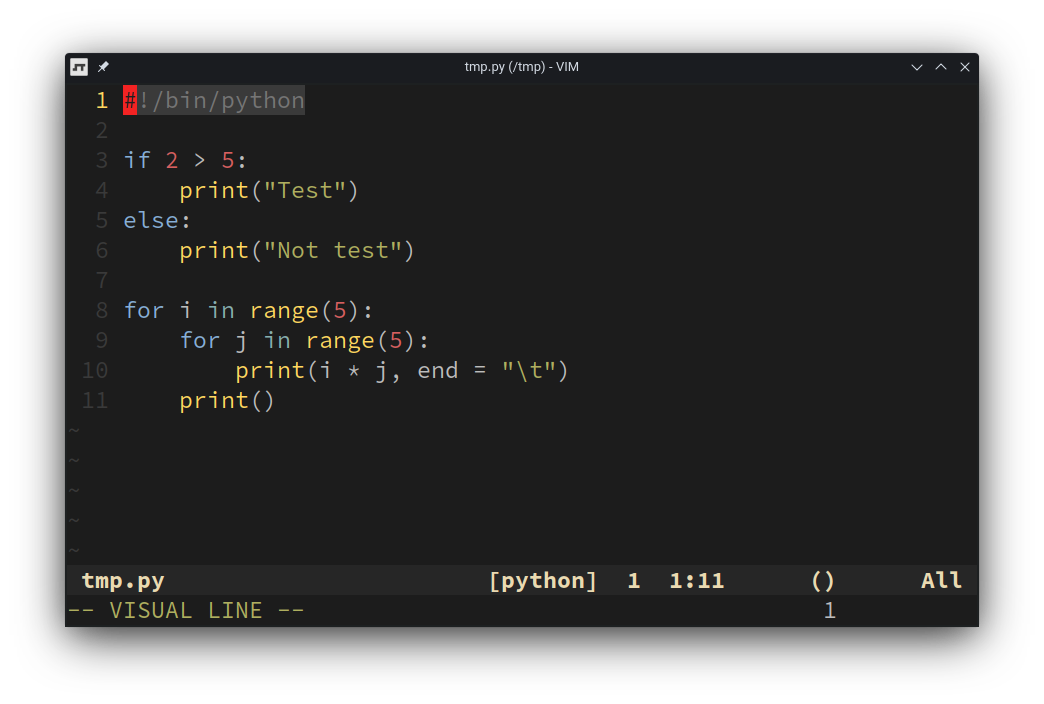 tmp.py (/tmp) - VIM
1 #!/bin/python
2
3 if 2 > 5:
4     print("Test")
5 else:
6     print("Not test")
7
8 for i in range(5):
9     for j in range(5):
10         print(i * j, end = "\t")
11     print()
~
~
~
~
~
tmp.py [python] 1 1:11 () All
-- VISUAL LINE -- 1